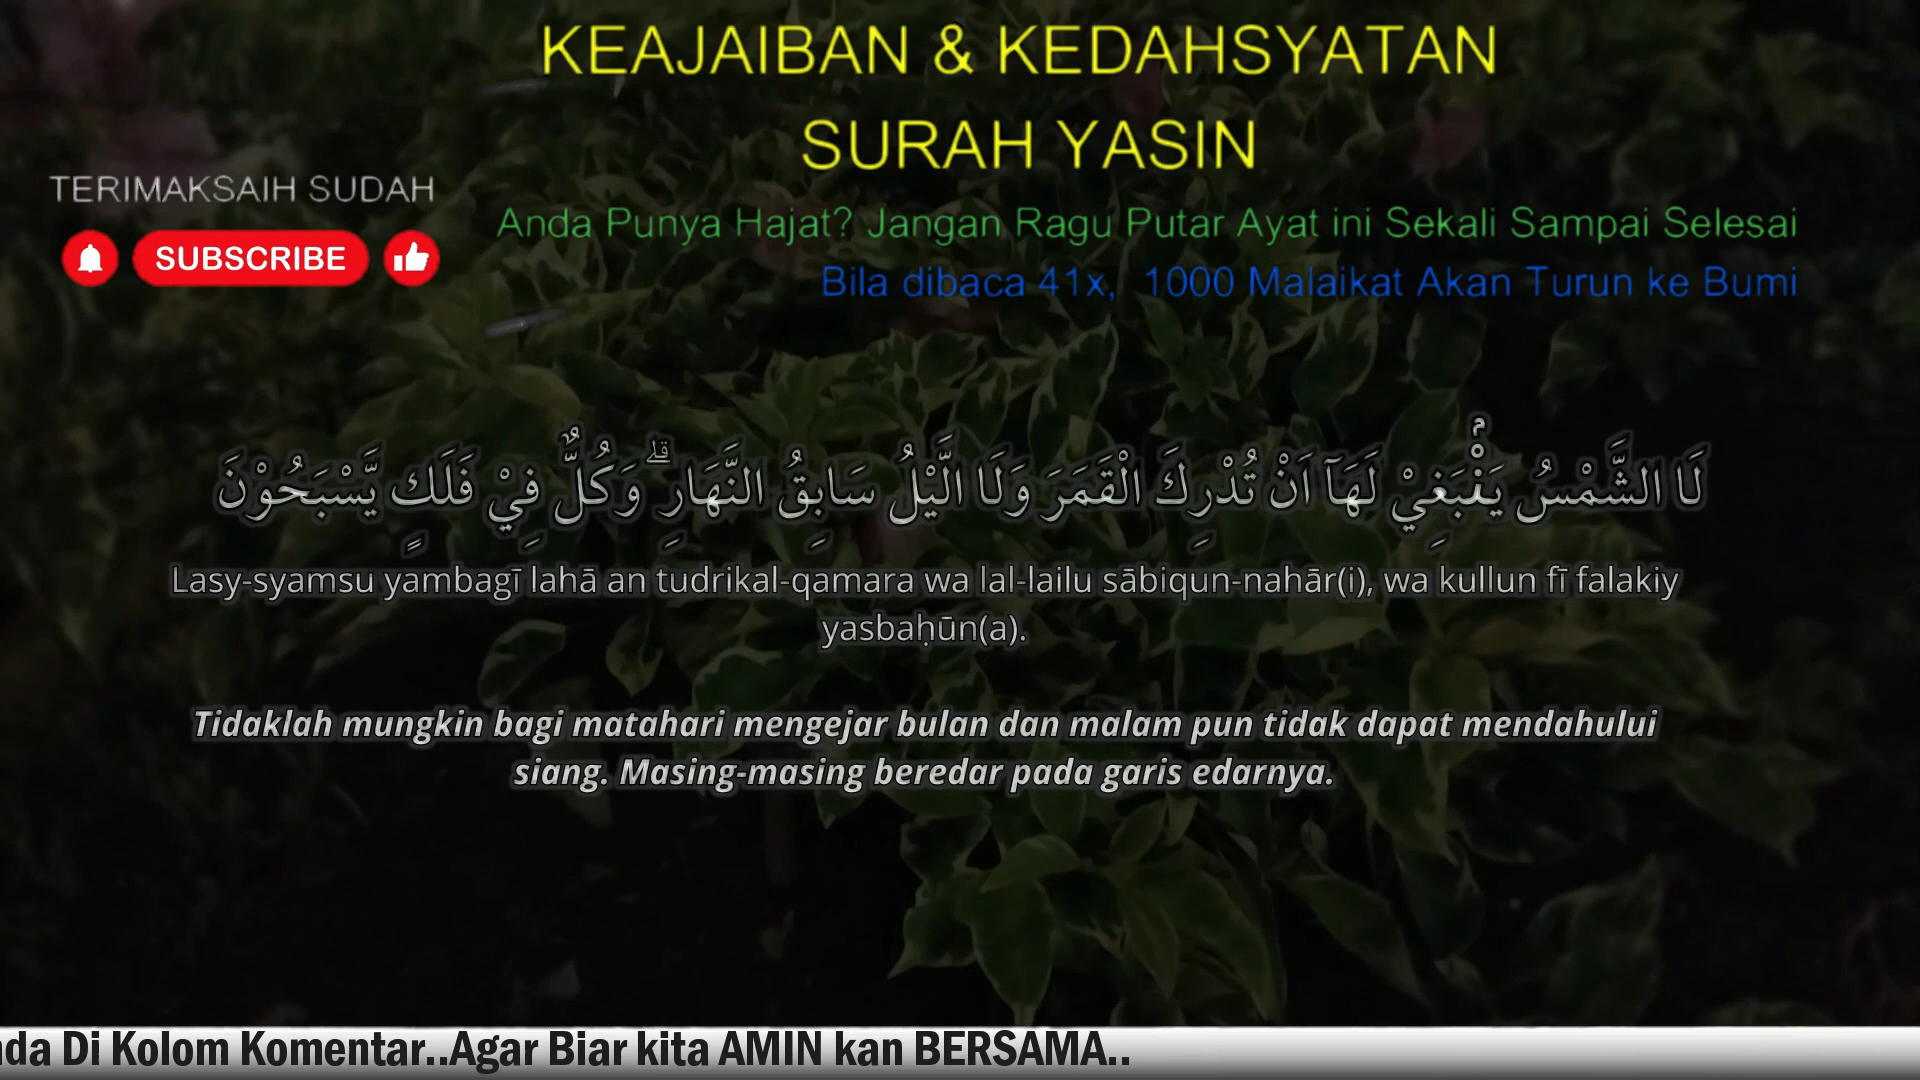 KEAJAIBAN & KEDAHSYATAN
SURAH YASIN
TERIMAKSAIH SUDAH
SUBSCRIBE
Anda Punya Hajat? Jangan Ragu Putar Ayat ini Sekali Sampai Selesai
Bila dibaca 41x, 1000 Malaikat Akan Turun ke Bumi
لَا الشَّمْسُ يَنْۢبَغِيْ لَهَآ اَنْ تُدْرِكَ الْقَمَرَ وَلَا الَّيْلُ سَابِقُ النَّهَارِ ۗوَكُلٌّ فِيْ فَلَكٍ يَّسْبَحُوْنَ
Lasy-syamsu yambagī lahā an tudrikal-qamara wa lal-lailu sābiqun-nahār(i), wa kullun fī falakiy
yasbaḥūn(a).
Tidaklah mungkin bagi matahari mengejar bulan dan malam pun tidak dapat mendahului
siang. Masing-masing beredar pada garis edarnya.
nda Di Kolom Komentar..Agar Biar kita AMIN kan BERSAMA..